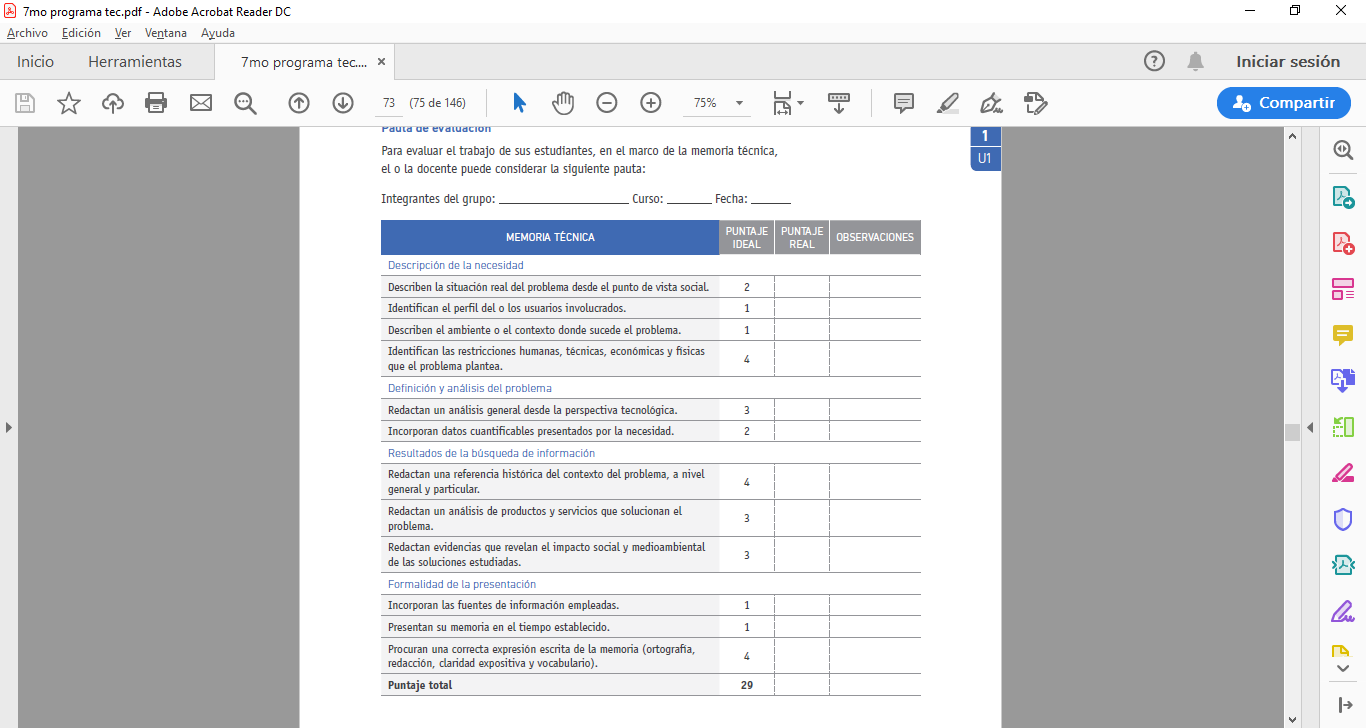 7mo programa tec.pdf - Adobe Acrobat Reader DC
Archivo Edición Ver Ventana Ayuda
Inicio Herramientas 7mo programa tec.... × Iniciar sesión
73 (75 de 146) 75% Compartir
Pauta de evaluación
1
Para evaluar el trabajo de sus estudiantes, en el marco de la memoria técnica,
U1
el o la docente puede considerar la siguiente pauta:
Integrantes del grupo: ____________________ Curso: _______ Fecha: ______
MEMORIA TÉCNICA PUNTAJE IDEAL PUNTAJE REAL OBSERVACIONES
Descripción de la necesidad
Describen la situación real del problema desde el punto de vista social. 2
Identifican el perfil del o los usuarios involucrados. 1
Describen el ambiente o el contexto donde sucede el problema. 1
Identifican las restricciones humanas, técnicas, económicas y físicas
que el problema plantea. 4
Definición y análisis del problema
Redactan un análisis general desde la perspectiva tecnológica. 3
Incorporan datos cuantificables presentados por la necesidad. 2
Resultados de la búsqueda de información
Redactan una referencia histórica del contexto del problema, a nivel
general y particular. 4
Redactan un análisis de productos y servicios que solucionan el
problema. 3
Redactan evidencias que revelan el impacto social y medioambiental
de las soluciones estudiadas. 3
Formalidad de la presentación
Incorporan las fuentes de información empleadas. 1
Presentan su memoria en el tiempo establecido. 1
Procuran una correcta expresión escrita de la memoria (ortografía,
redacción, claridad expositiva y vocabulario). 4
Puntaje total 29